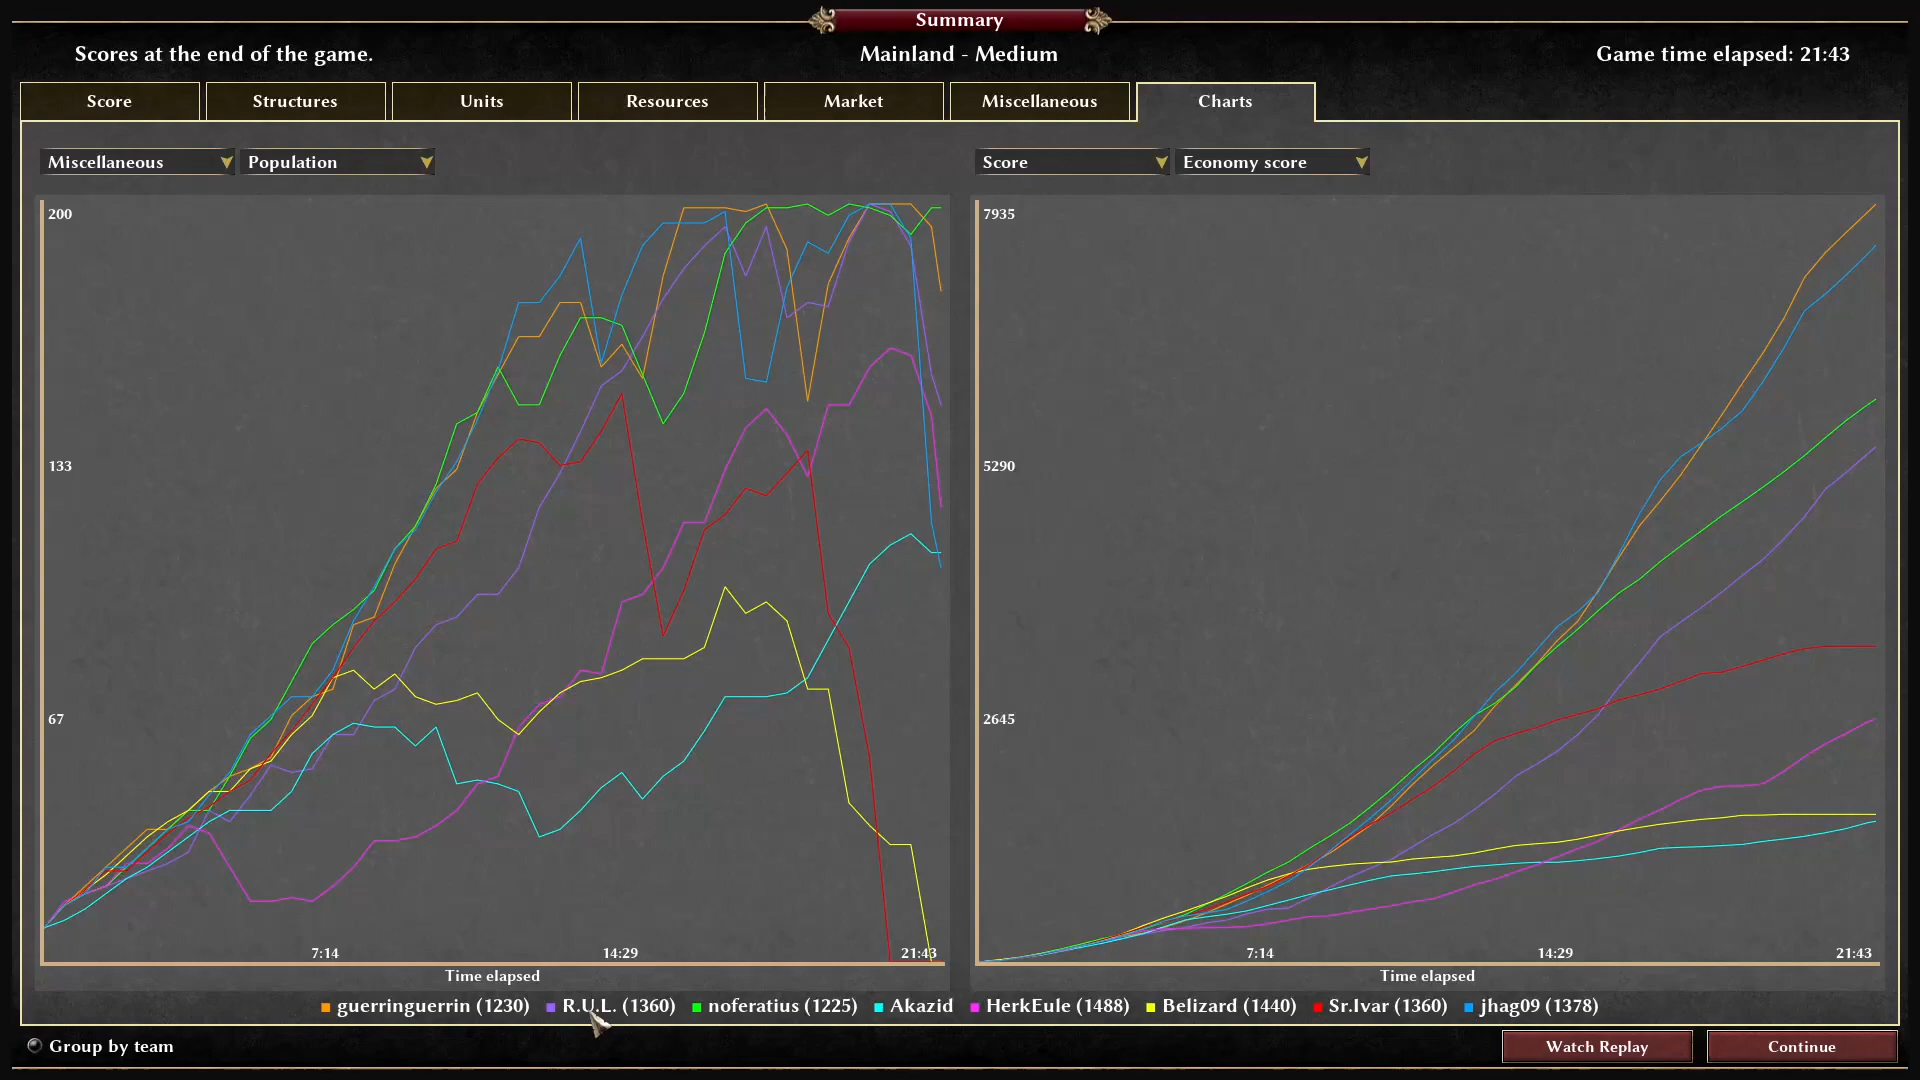 Summary
Scores at the end of the game.
Mainland - Medium
Game time elapsed: 21:43
Score
Structures
Units
Resources
Market
Miscellaneous
Charts
Miscellaneous
Population
Score
Economy score
200
133
67
7:14
14:29
21:43
Time elapsed
7935
5290
2645
7:14
14:29
21:43
Time elapsed
guerringuerrin (1230)
R.U.L. (1360)
noferatius (1225)
Akazid
HerkEule (1488)
Belizard (1440)
Sr.Ivar (1360)
jhag09 (1378)
Group by team
Watch Replay
Continue